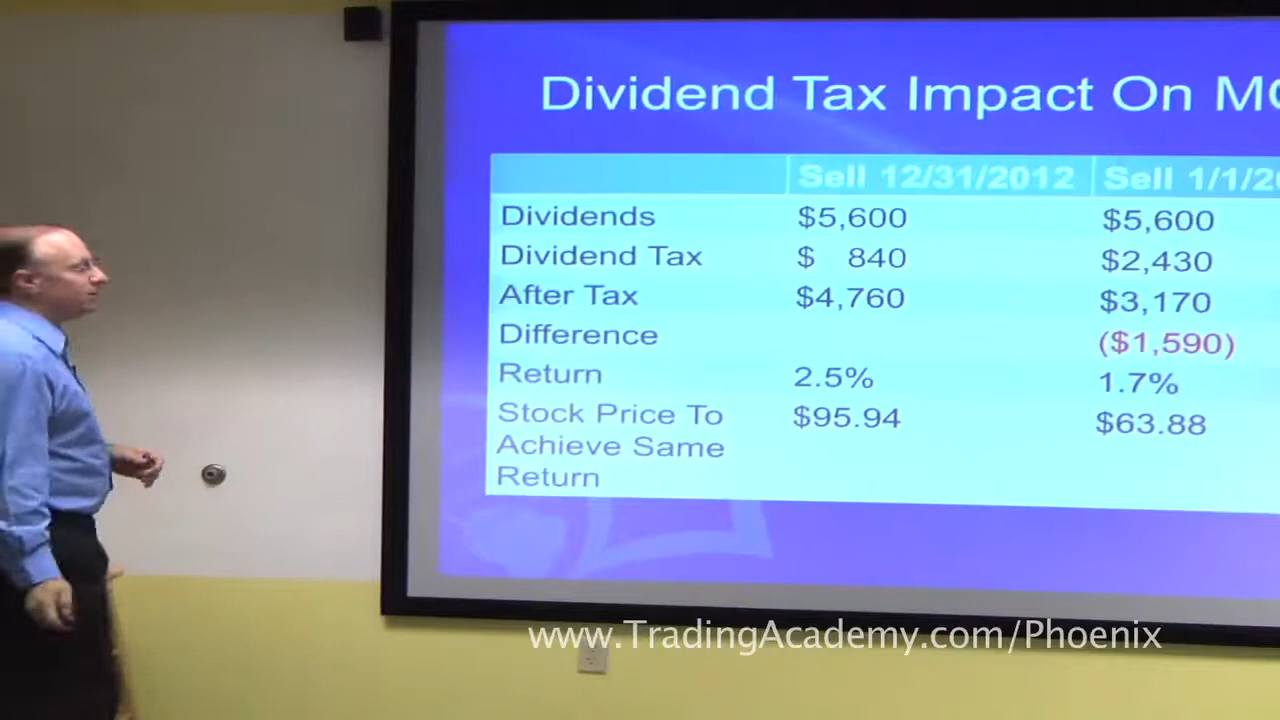 Dividend Tax Impact On
Sell 12/31/2012 Sell
Dividends $5,600 $5,600
Dividend Tax $ 840 $2,430
After Tax $4,760 $3,170
Difference ($1,590)
Return 2.5% 1.7%
Stock Price To $95.94 $63.88
Achieve Same
Return
www.TradingAcademy.com/Phoenix